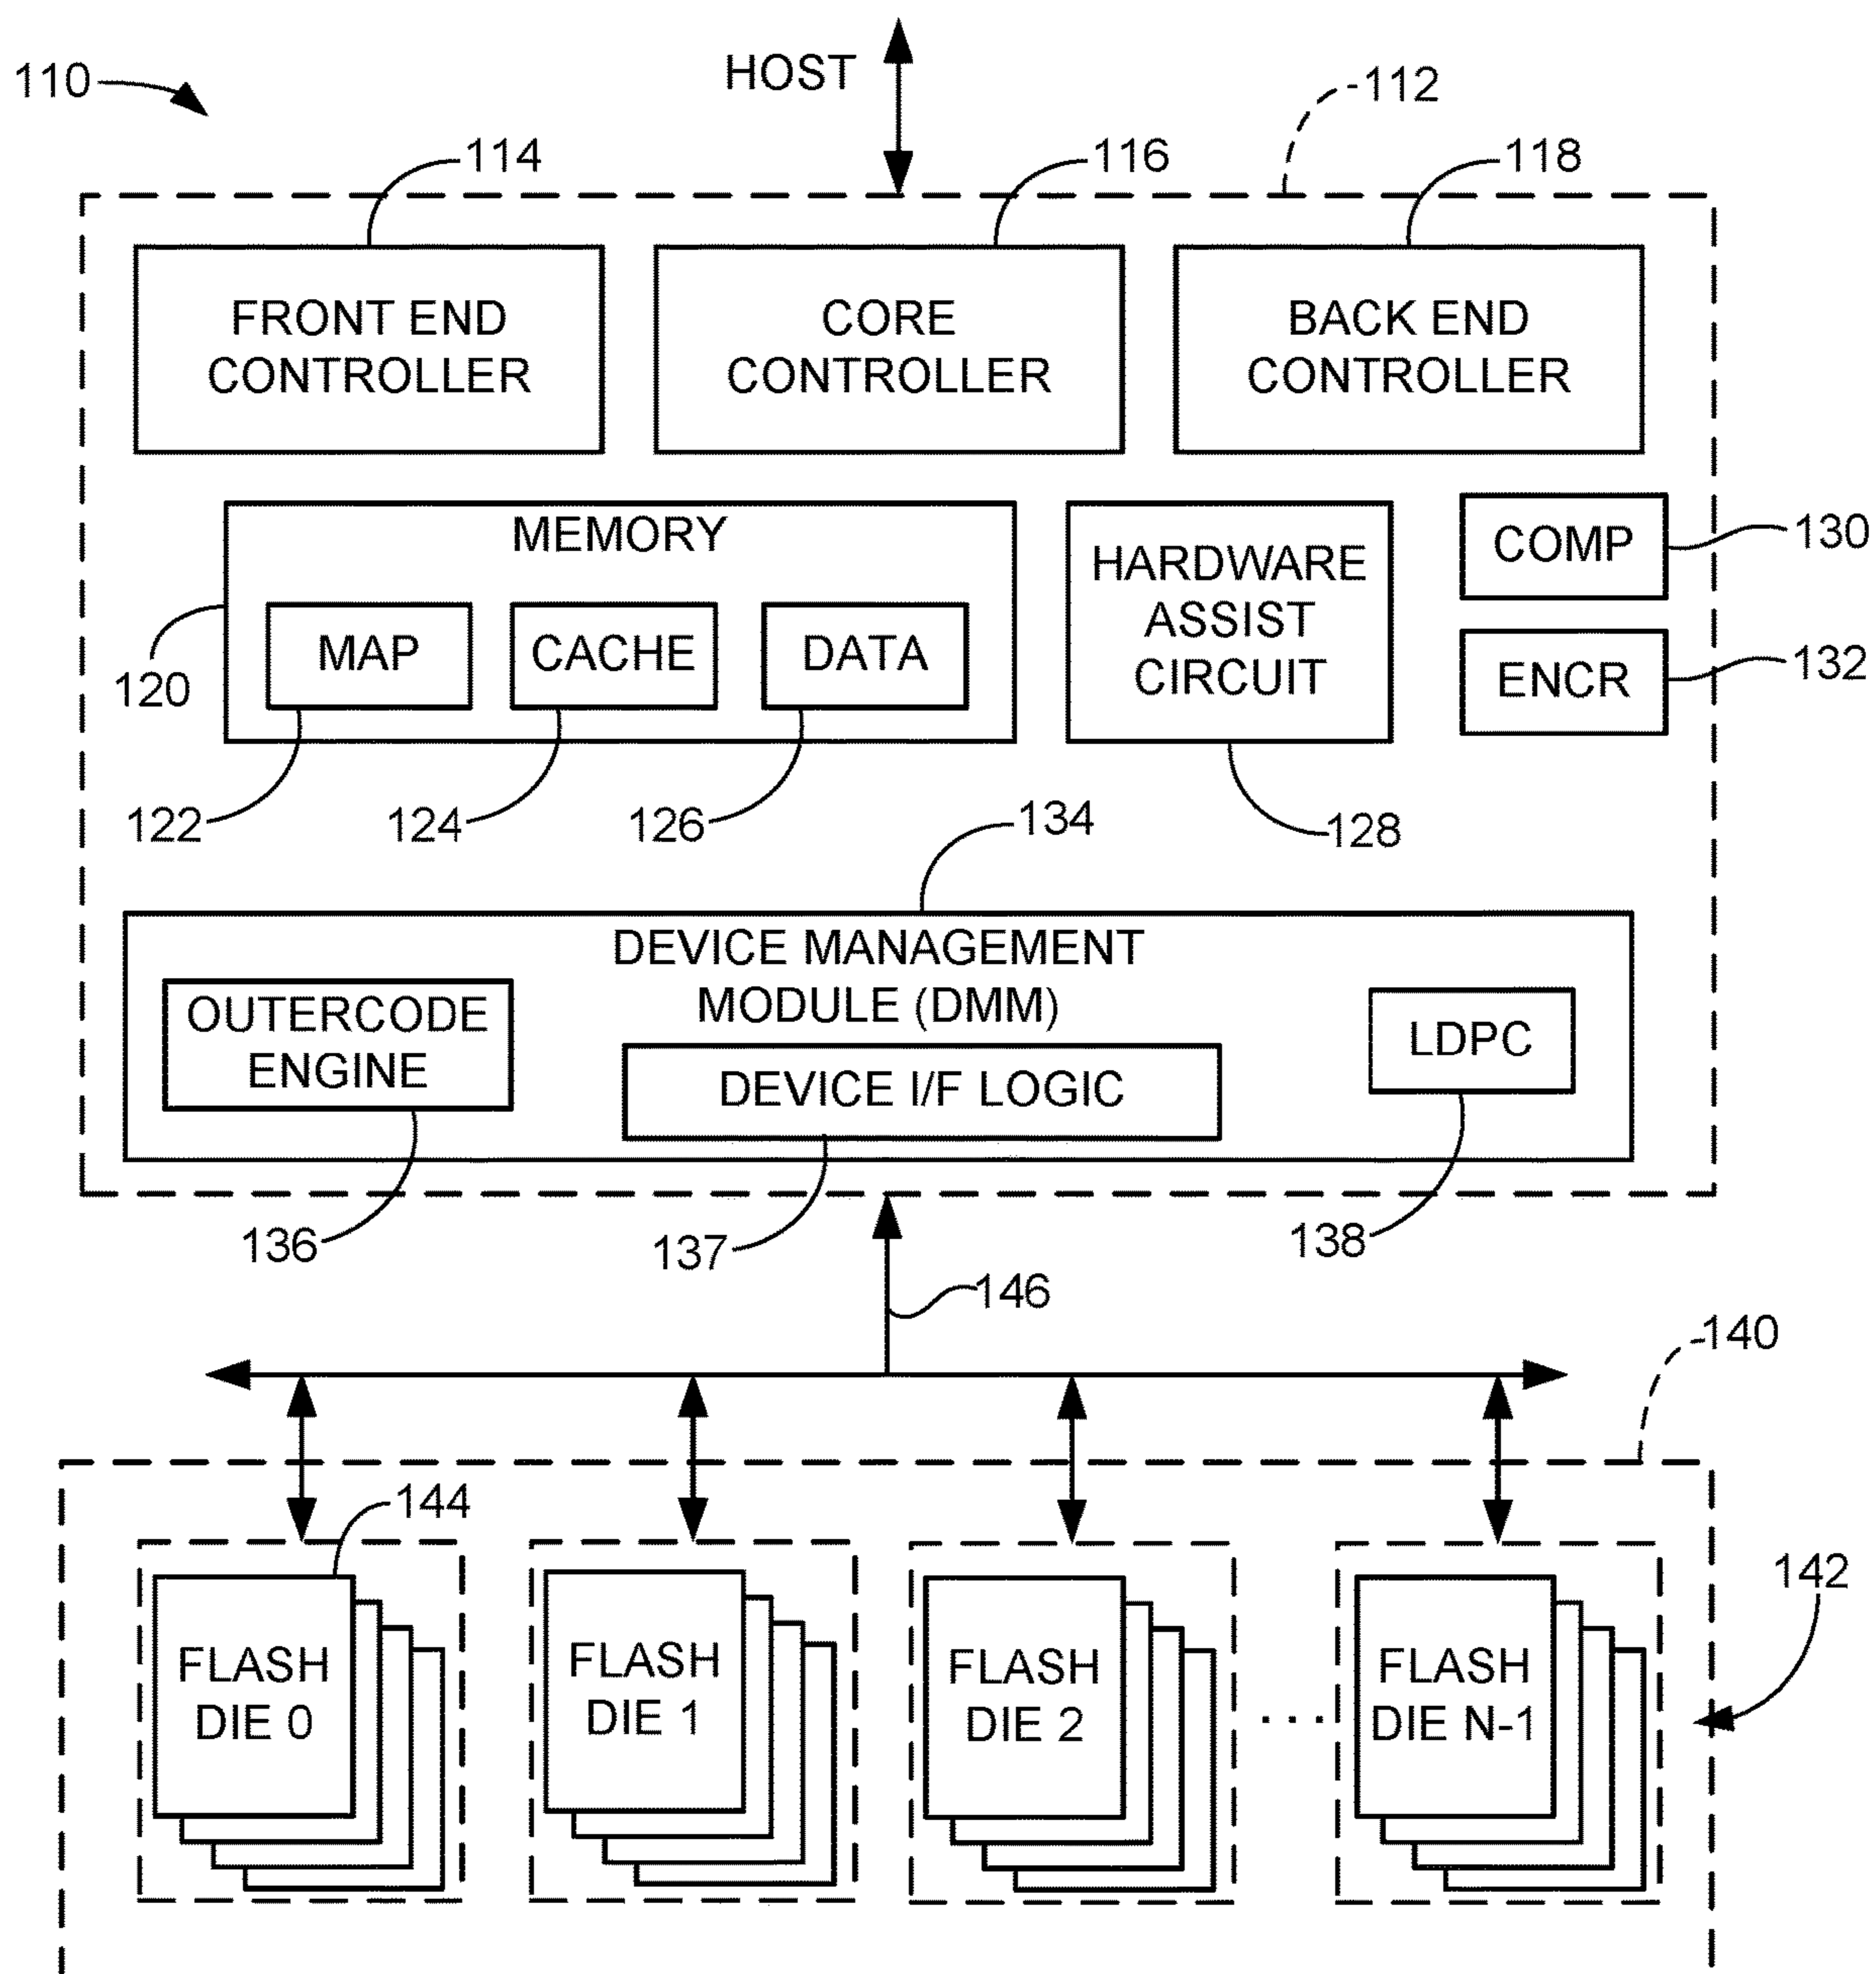 HOST
110
112
114
116
118
FRONT END
CONTROLLER
CORE
CONTROLLER
BACK END
CONTROLLER
MEMORY
MAP
CACHE
DATA
120
122
124
126
HARDWARE
ASSIST
CIRCUIT
128
COMP
130
ENCR
132
134
DEVICE MANAGEMENT
MODULE (DMM)
OUTERCODE
ENGINE
DEVICE I/F LOGIC
LDPC
136
137
138
146
140
144
FLASH
DIE 0
FLASH
DIE 1
FLASH
DIE 2
...
FLASH
DIE N-1
142